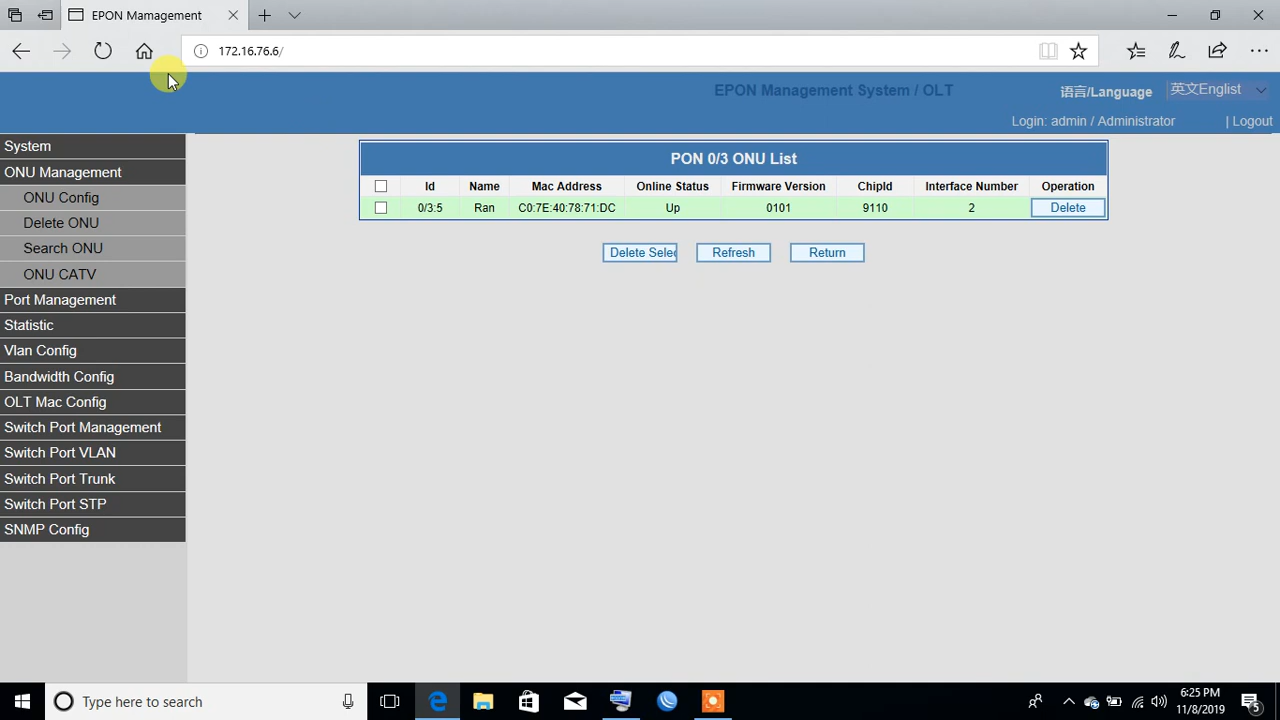 EPON Mamagement
172.16.76.6/
EPON Management System / OLT
语言/Language
英文Englist
Login: admin / Administrator
| Logout
System
ONU Management
ONU Config
Delete ONU
Search ONU
ONU CATV
Port Management
Statistic
Vlan Config
Bandwidth Config
OLT Mac Config
Switch Port Management
Switch Port VLAN
Switch Port Trunk
Switch Port STP
SNMP Config
PON 0/3 ONU List
Id Name Mac Address Online Status Firmware Version ChipId Interface Number Operation
0/3:5 Ran C0:7E:40:78:71:DC Up 0101 9110 2 Delete
Delete Selec Refresh Return
Type here to search
6:25 PM
11/8/2019
5